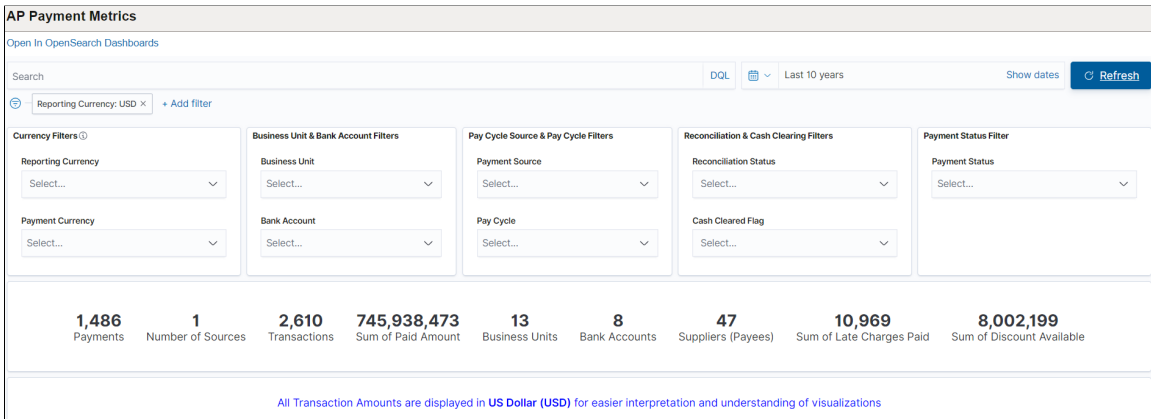 AP Payment Metrics
Open In OpenSearch Dashboards
Search DQL Last 10 years Show dates Refresh
Reporting Currency: USD × + Add filter
Currency Filters Business Unit & Bank Account Filters Pay Cycle Source & Pay Cycle Filters Reconciliation & Cash Clearing Filters Payment Status Filter
Reporting Currency Business Unit Payment Source Reconciliation Status Payment Status
Select... Select... Select... Select... Select...
Payment Currency Bank Account Pay Cycle Cash Cleared Flag
Select... Select... Select... Select...
1,486 1 2,610 745,938,473 13 8 47 10,969 8,002,199
Payments Number of Sources Transactions Sum of Paid Amount Business Units Bank Accounts Suppliers (Payees) Sum of Late Charges Paid Sum of Discount Available
All Transaction Amounts are displayed in US Dollar (USD) for easier interpretation and understanding of visualizations